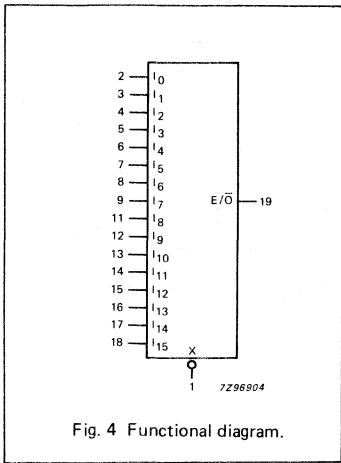 2 I0
3 I1
4 I2
5 I3
6 I4
7 I5
8 I6
9 I7 E/O̅ 19
11 I8
12 I9
13 I10
14 I11
15 I12
16 I13
17 I14
18 I15
X
1 7Z96904
Fig. 4 Functional diagram.